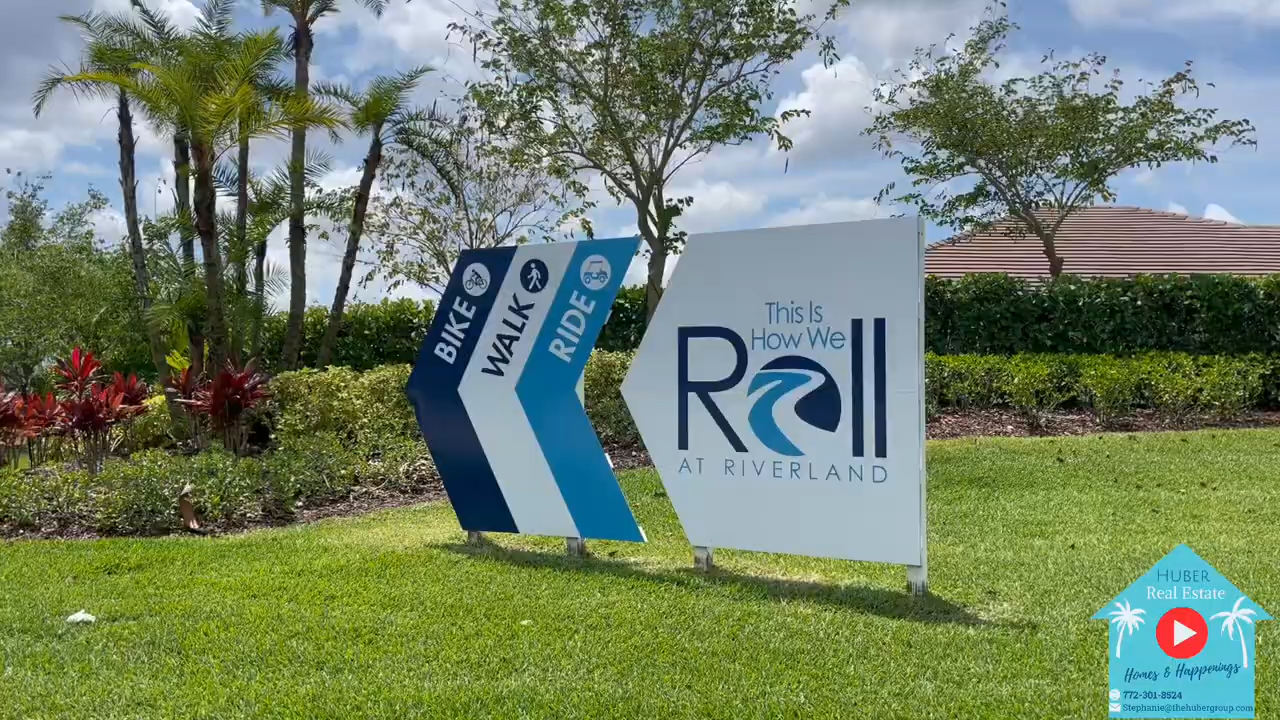 BIKE
WALK
RIDE
This Is
How We
Roll
AT RIVERLAND
HUBER
Real Estate
Homes & Happenings
772-301-8524
Stephanie@thehubergroup.com